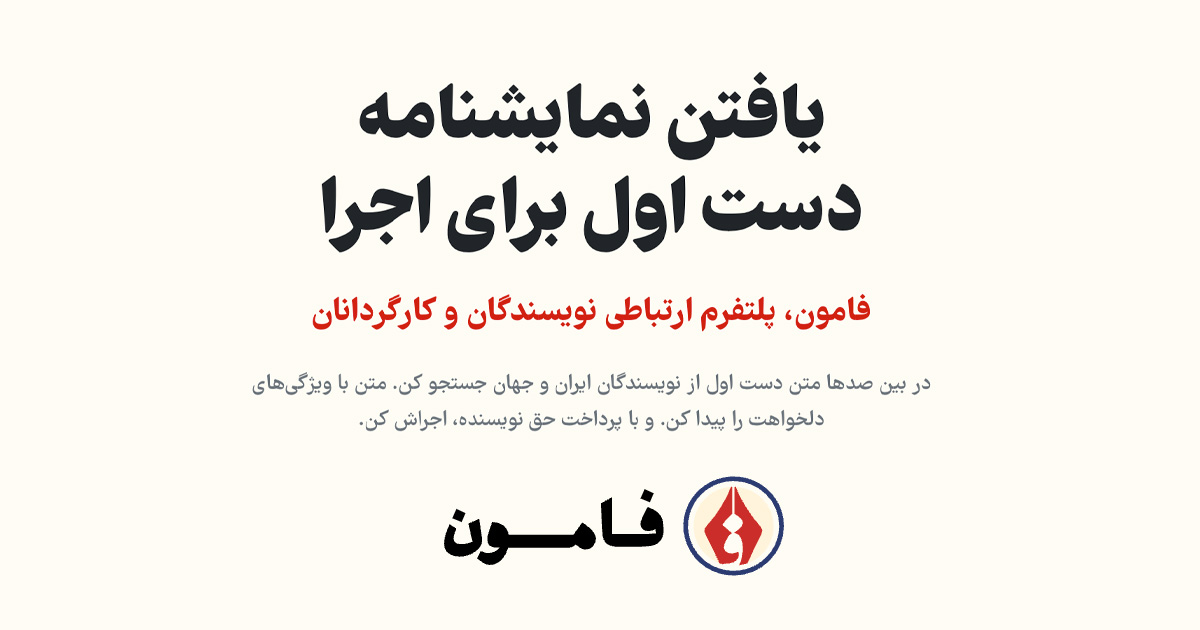 یافتن نمایشنامه
دست اول برای اجرا
فامون، پلتفرم ارتباطی نویسندگان و کارگردانان
در بین صدها متن دست اول از نویسندگان ایران و جهان جستجو کن. متن با ویژگی‌های
دلخواهت را پیدا کن. و با پرداخت حق نویسنده، اجراش کن.
فامون